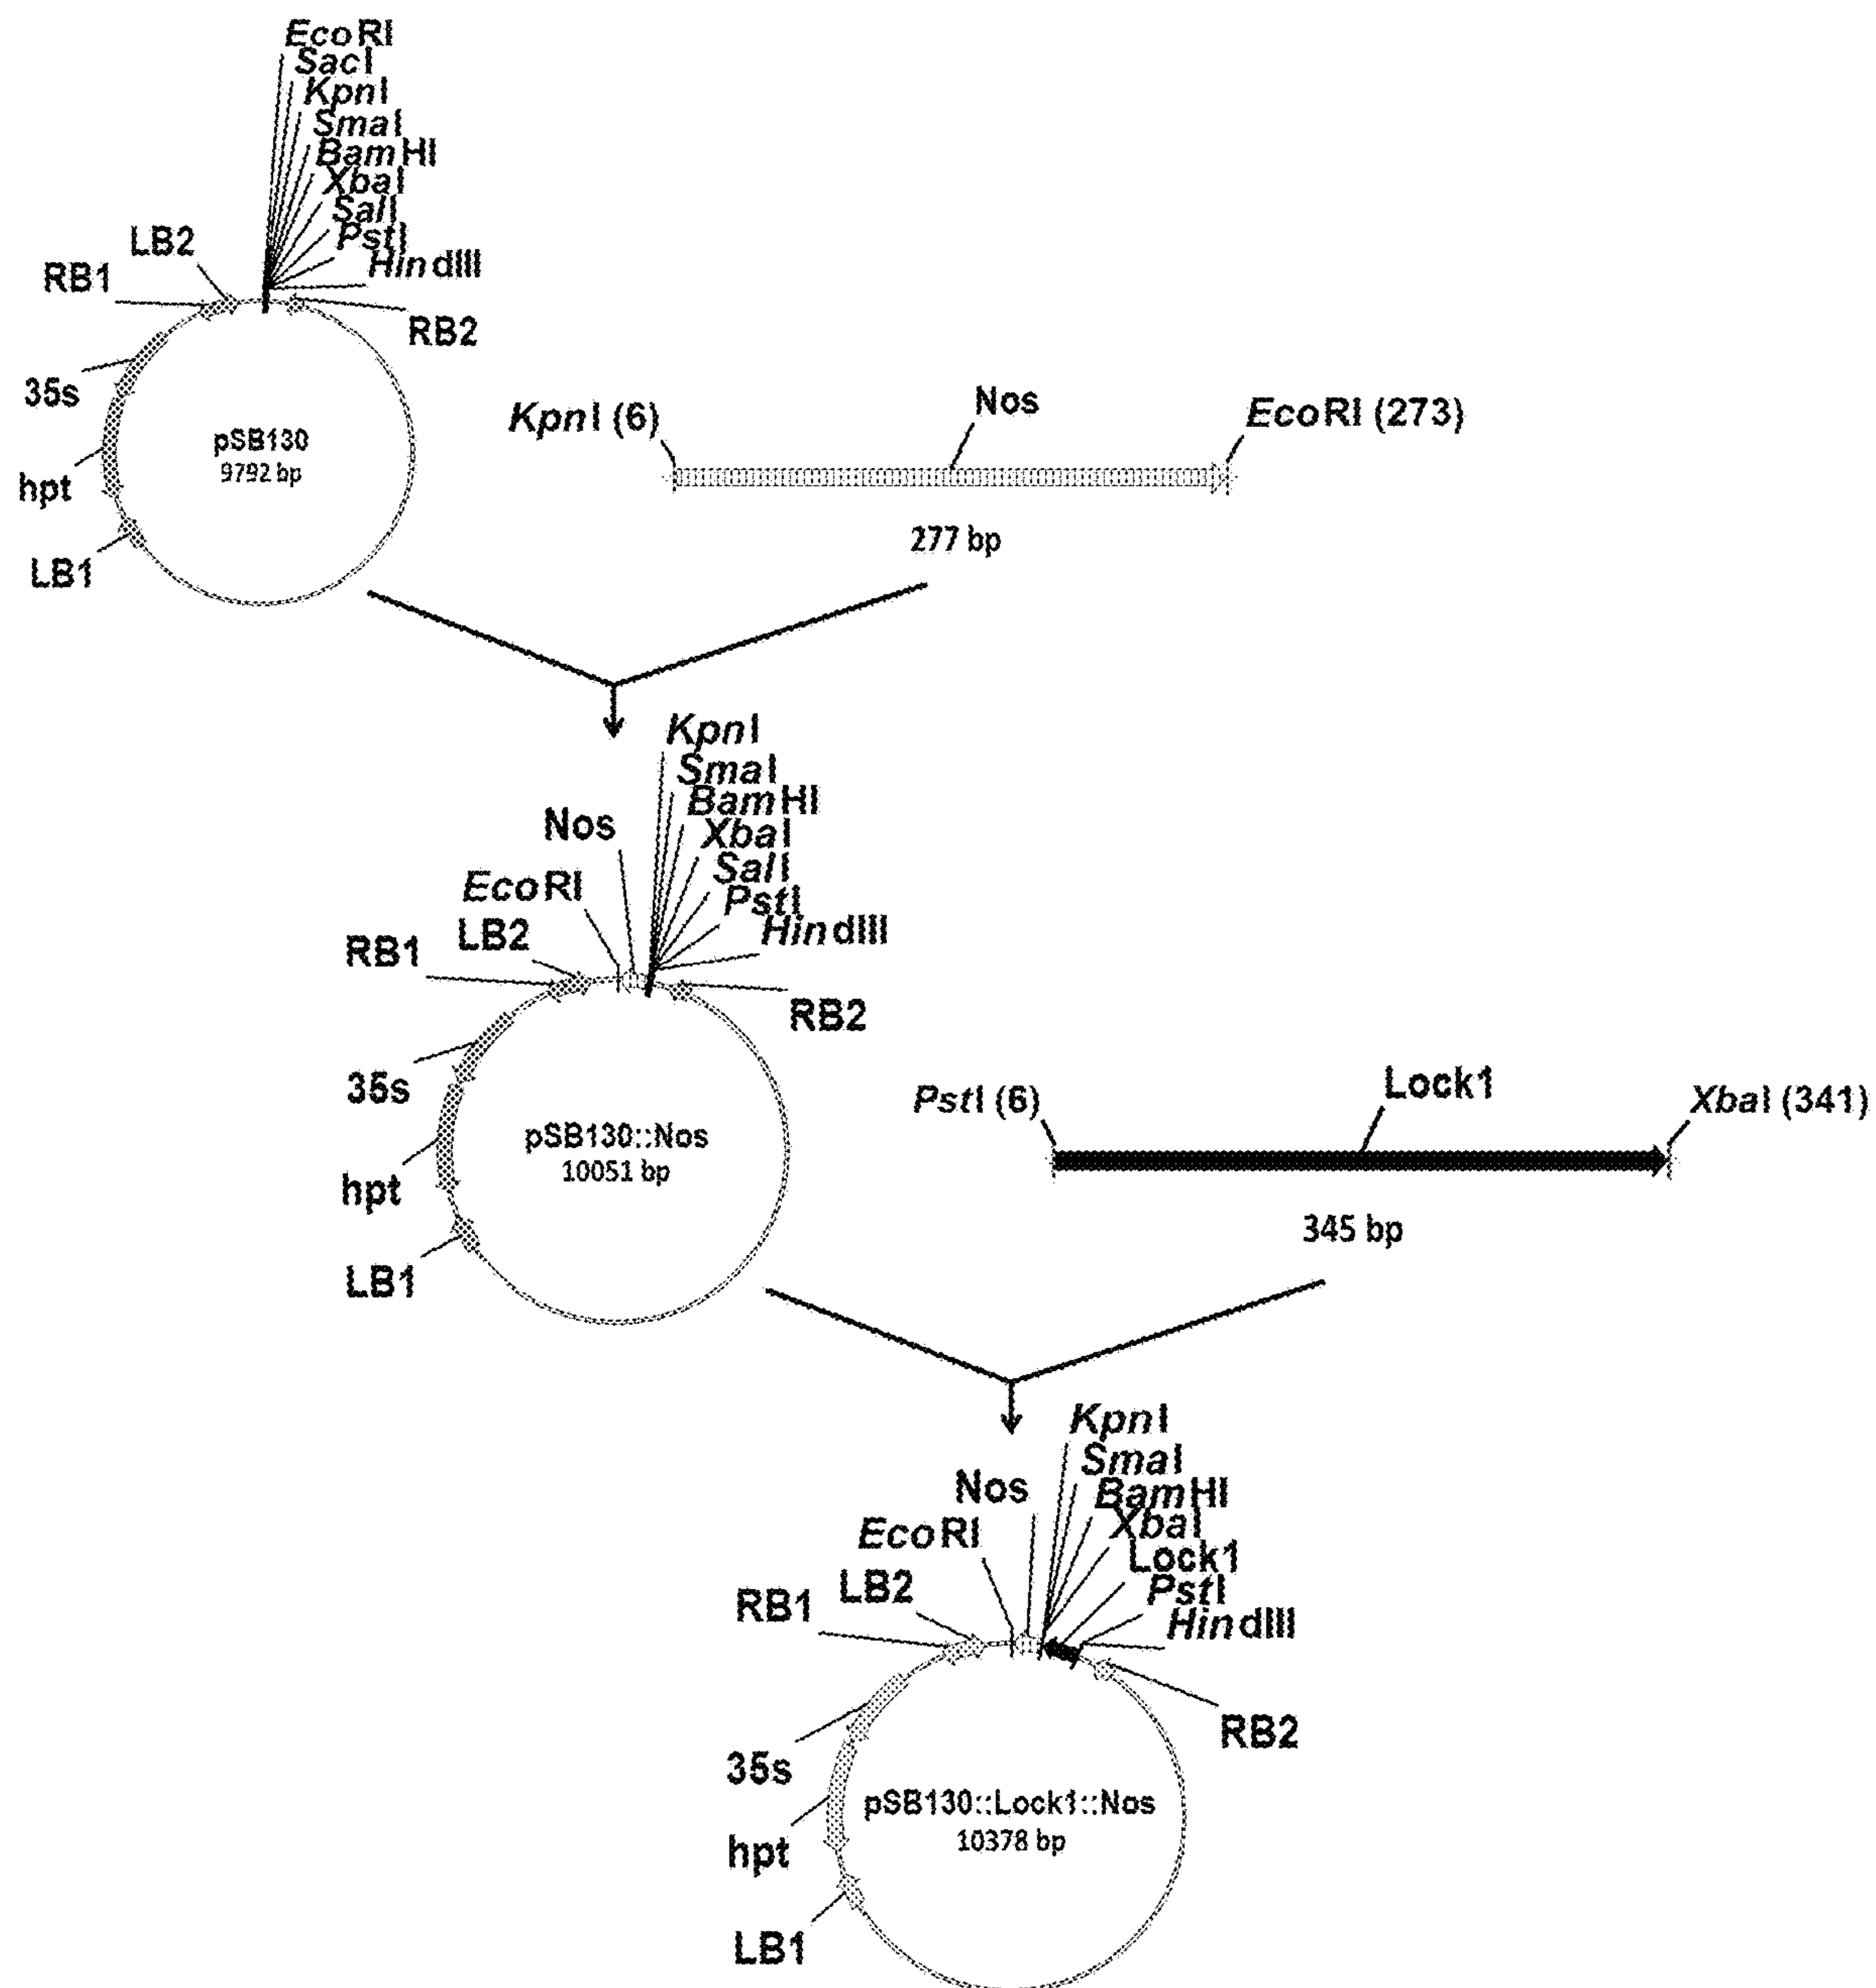 EcoRI
SacI
KpnI
SmaI
BamHI
XbaI
SalI
PstI
HindIII
LB2
RB1
RB2
35s
hpt
LB1
pSB130
9792 bp
KpnI (6)
Nos
EcoRI (273)
277 bp
KpnI
SmaI
BamHI
XbaI
SalI
PstI
HindIII
Nos
EcoRI
LB2
RB1
RB2
35s
hpt
LB1
pSB130::Nos
10051 bp
PstI (6)
Lock1
XbaI (341)
345 bp
KpnI
SmaI
BamHI
XbaI
Lock1
PstI
HindIII
Nos
EcoRI
LB2
RB1
RB2
35s
hpt
LB1
pSB130::Lock1::Nos
10378 bp